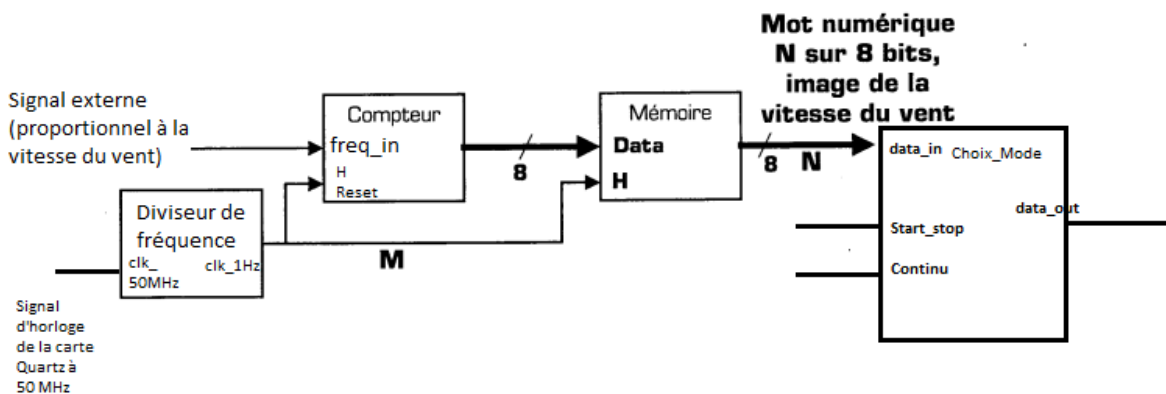 Mot numérique
N sur 8 bits,
image de la
vitesse du vent
Signal externe
(proportionnel à la
vitesse du vent)
Compteur
freq_in
H
Reset
8
Mémoire
Data
H
8
N
data_in
Choix_Mode
data_out
Start_stop
Continu
Diviseur de
fréquence
clk_
50MHz
clk_1Hz
M
Signal
d'horloge
de la carte
Quartz à
50 MHz